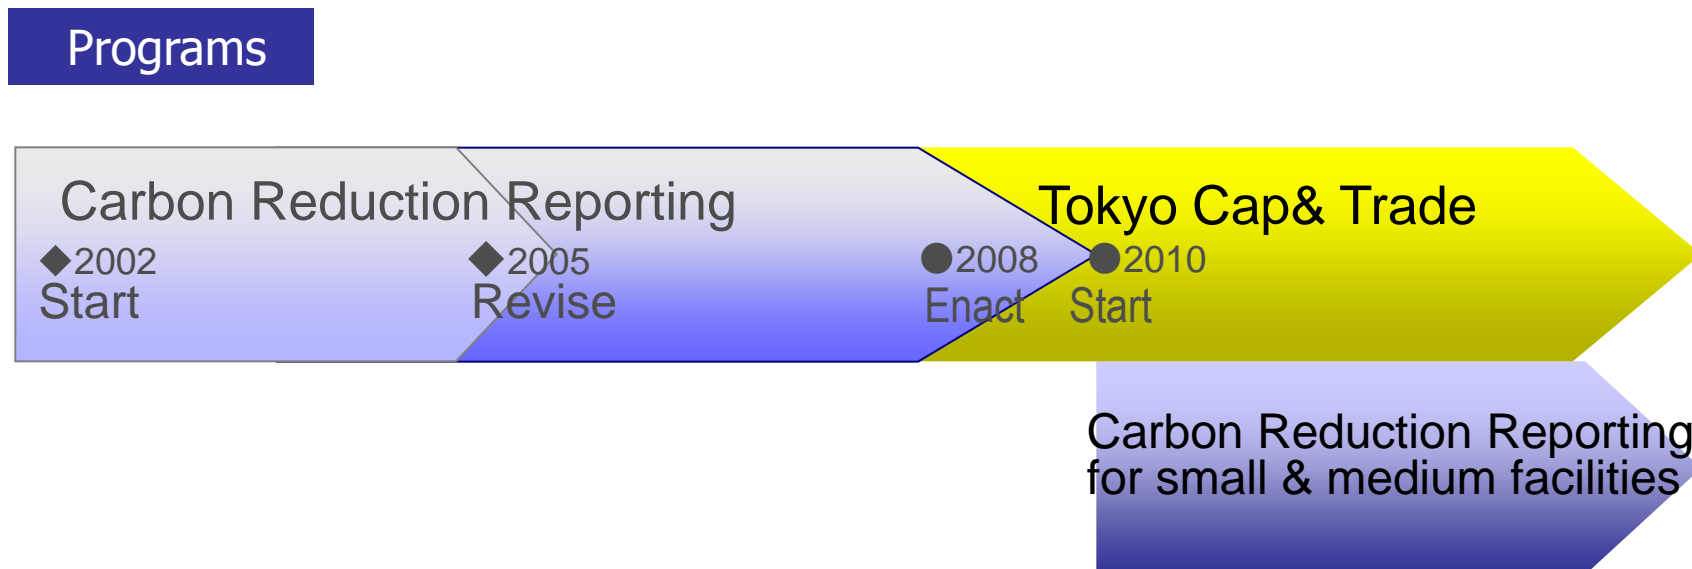 Programs
Carbon Reduction Reporting
Tokyo Cap& Trade
◆2002
◆2005
●2008
●2010
Start
Revise
Enact
Start
Carbon Reduction Reporting
for small & medium facilities